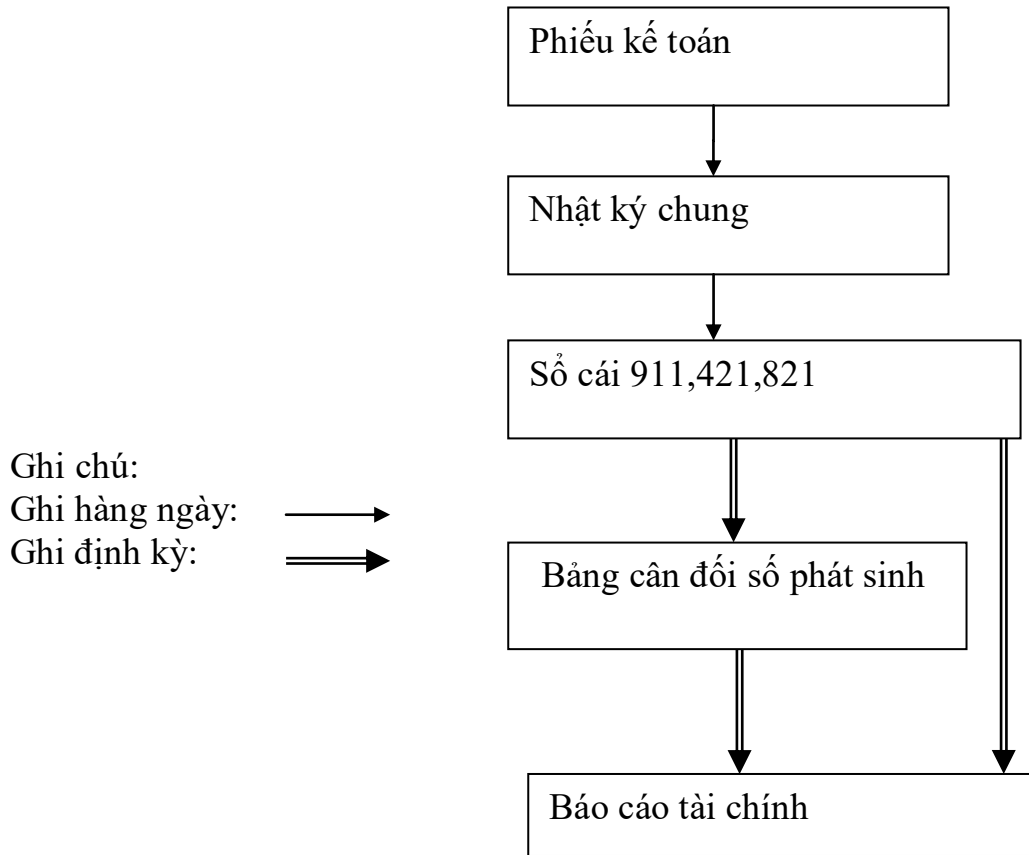 Phiếu kế toán
Nhật ký chung
Sổ cái 911,421,821
Ghi chú:
Ghi hàng ngày:
Ghi định kỳ:
Bảng cân đối số phát sinh
Báo cáo tài chính